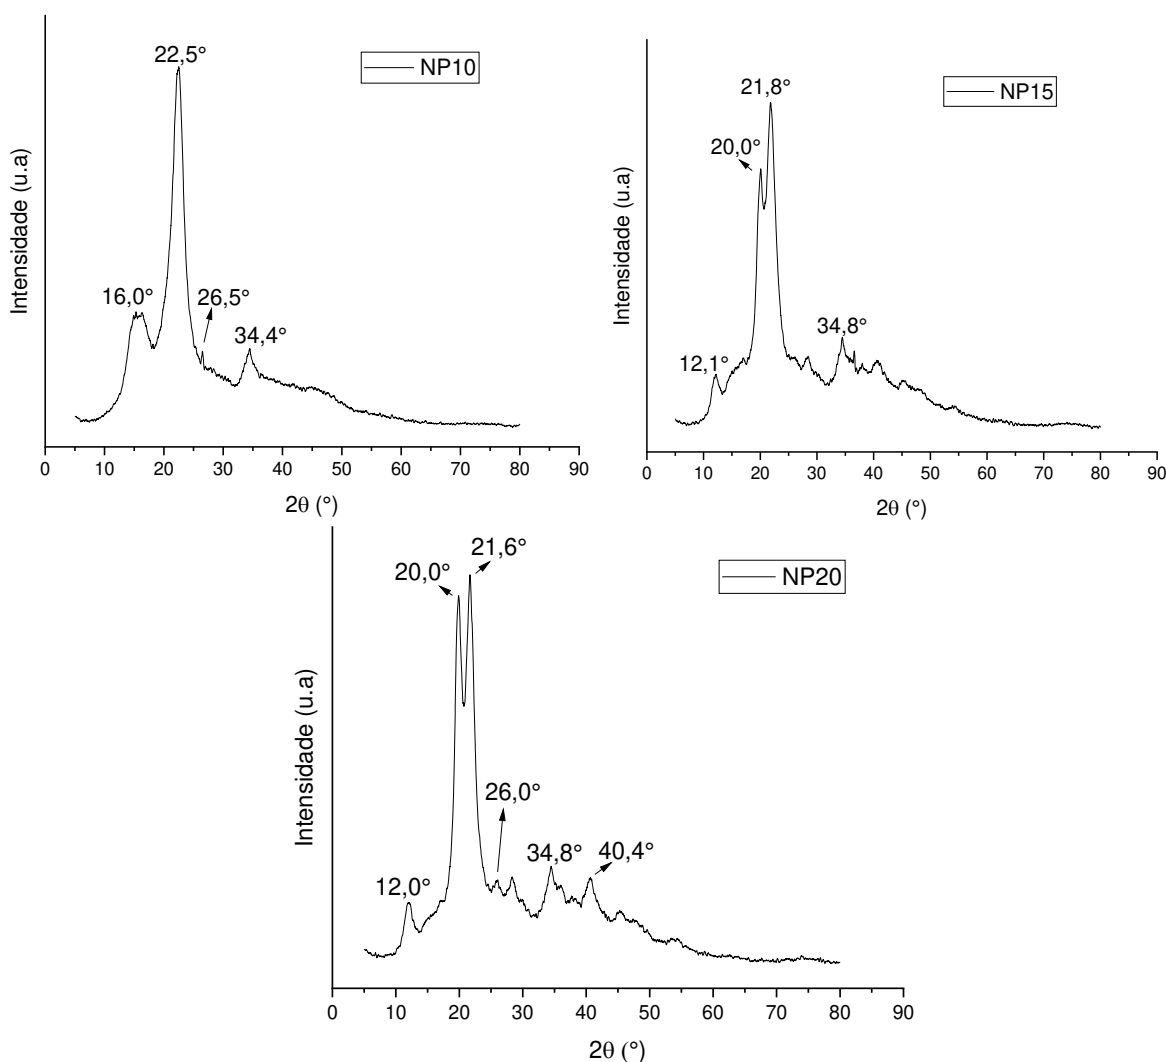 22,5°
NP10
16,0°
26,5°
34,4°
Intensidade (u.a)
0 10 20 30 40 50 60 70 80 90
2θ (°)
21,8°
NP15
20,0°
34,8°
12,1°
Intensidade (u.a)
0 10 20 30 40 50 60 70 80 90
2θ (°)
21,6°
20,0°
NP20
26,0°
34,8°
40,4°
12,0°
Intensidade (u.a)
0 10 20 30 40 50 60 70 80 90
2θ (°)